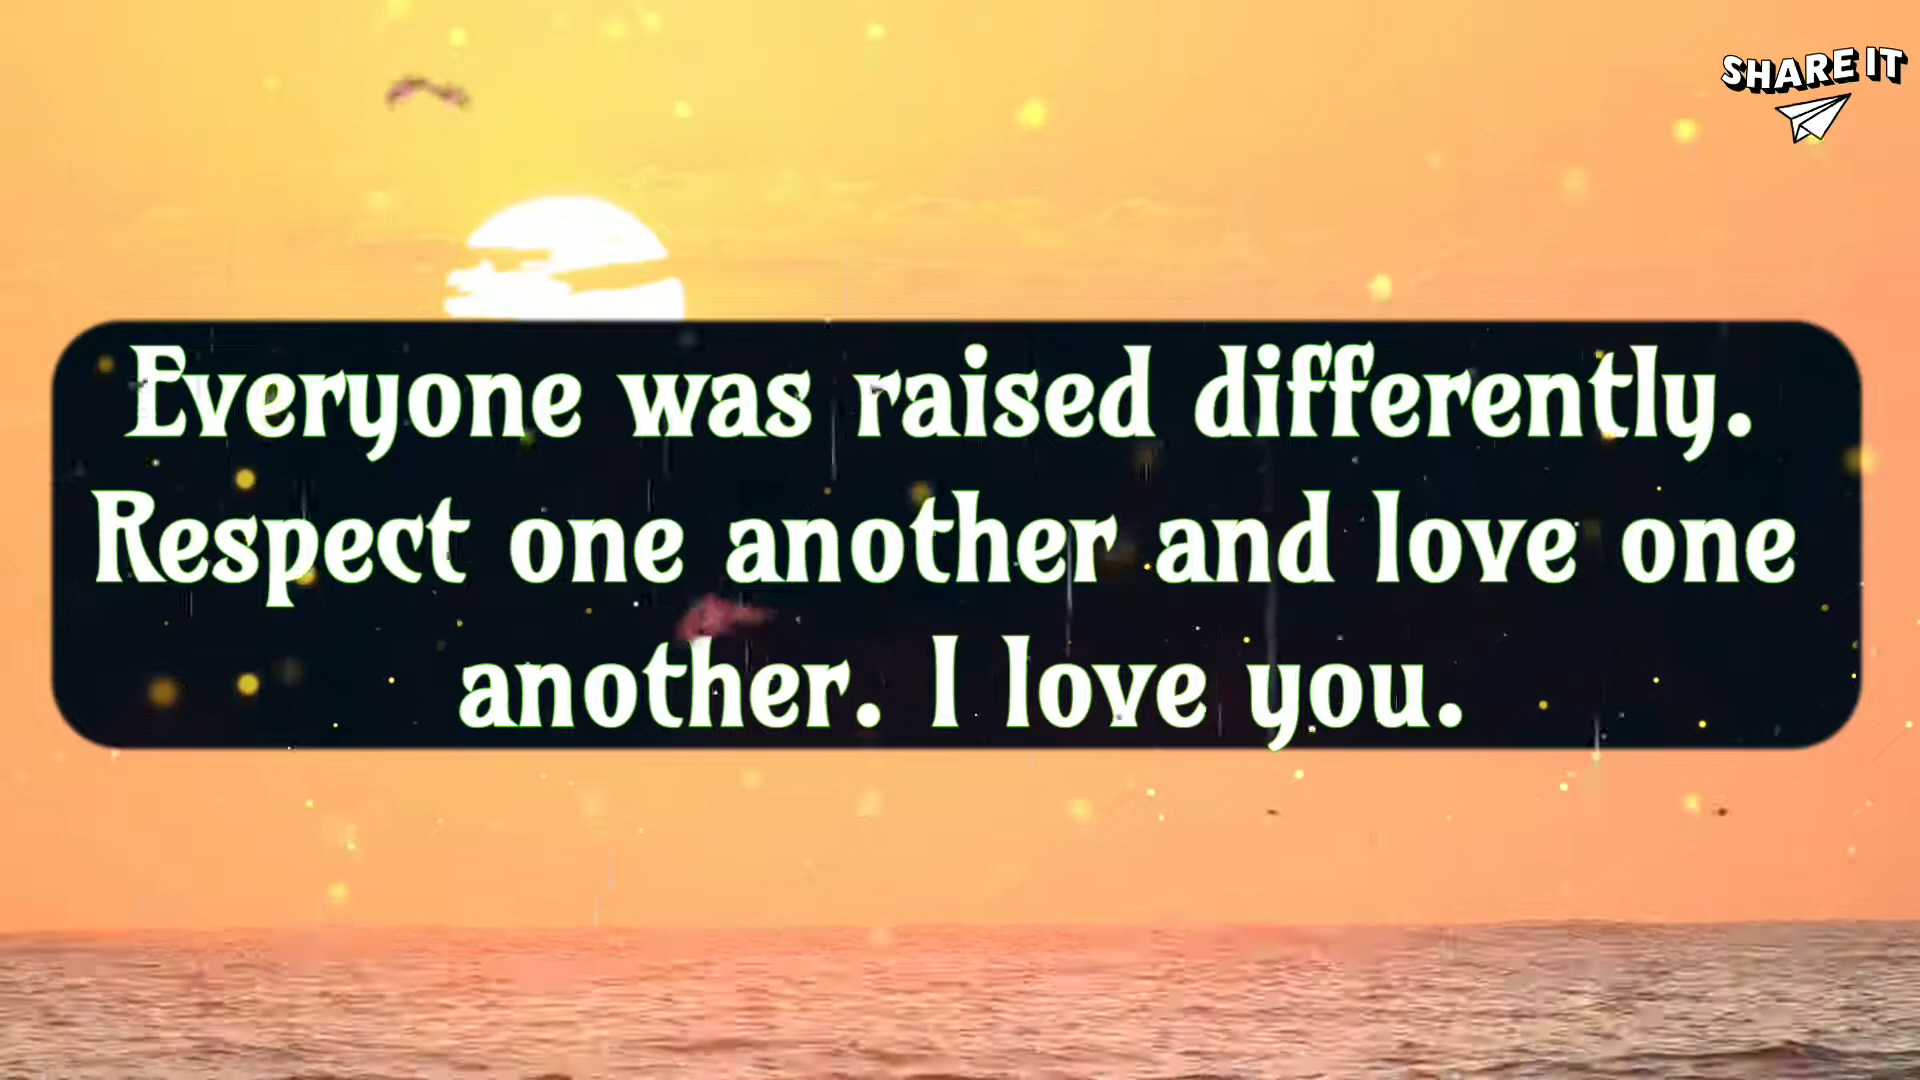 SHARE IT
Everyone was raised differently.
Respect one another and love one
another. I love you.